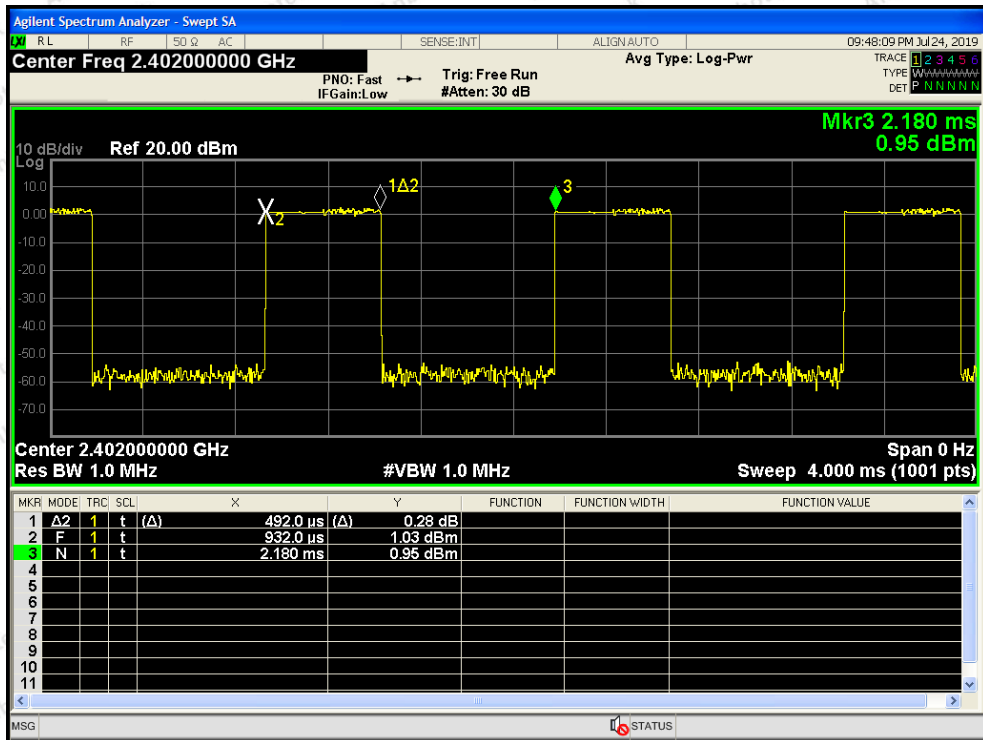 Agilent Spectrum Analyzer - Swept SA
LXI RL RF 50 Ω AC SENSE:INT ALIGNAUTO 09:48:09 PM Jul 24, 2019
Center Freq 2.402000000 GHz
PNO: Fast
IFGain:Low
Trig: Free Run
#Atten: 30 dB
Avg Type: Log-Pwr
TRACE 1 2 3 4 5 6
TYPE WWWWWW
DET P N N N N N
Mkr3 2.180 ms
0.95 dBm
10 dB/div Ref 20.00 dBm
Log
10.0
0.00
-10.0
-20.0
-30.0
-40.0
-50.0
-60.0
-70.0
X2
1Δ2
3
Center 2.402000000 GHz Span 0 Hz
Res BW 1.0 MHz #VBW 1.0 MHz Sweep 4.000 ms (1001 pts)
MKR MODE TRC SCL X Y FUNCTION FUNCTION WIDTH FUNCTION VALUE
1 Δ2 1 t (Δ) 492.0 µs (Δ) 0.28 dB
2 F 1 t 932.0 µs 1.03 dBm
3 N 1 t 2.180 ms 0.95 dBm
4
5
6
7
8
9
10
11
MSG STATUS